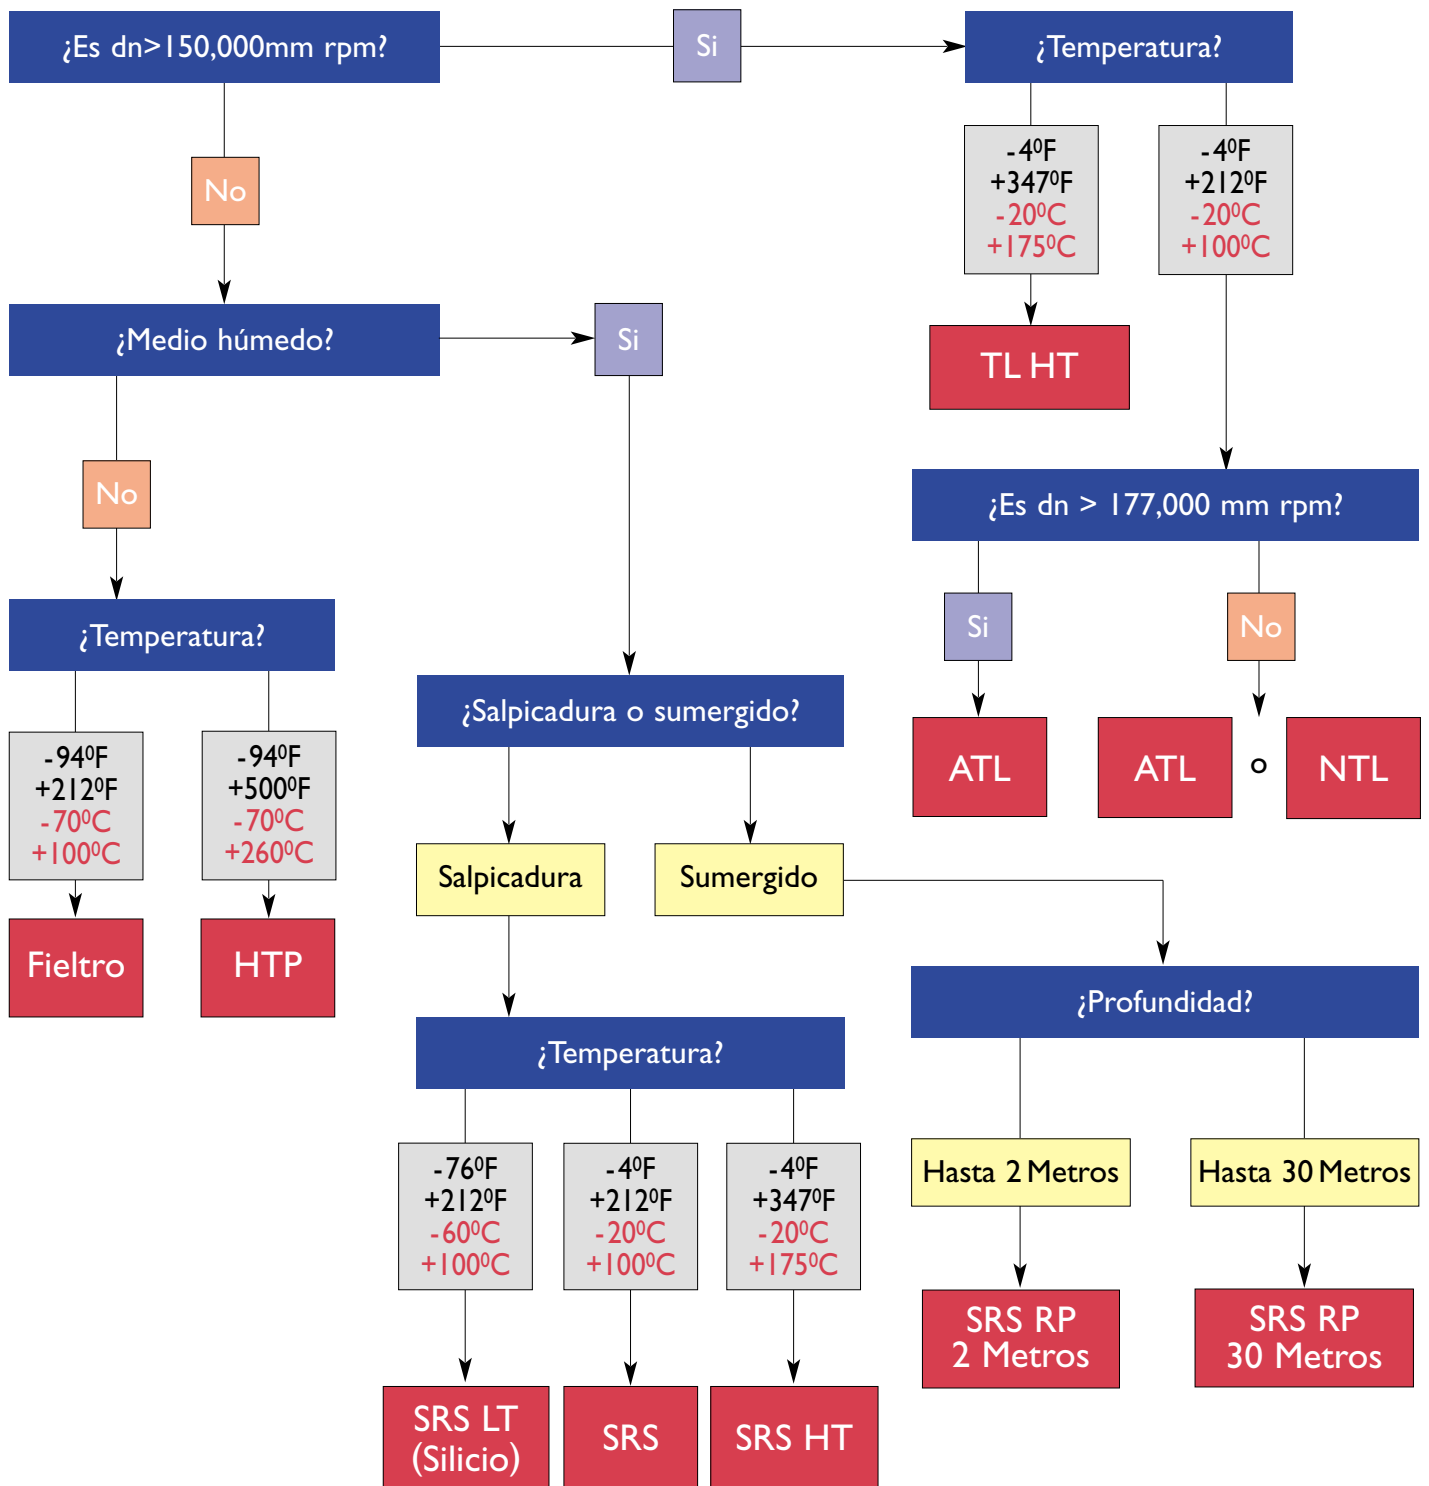 ¿Es dn>150,000mm rpm?
Si
¿Temperatura?
No
-4⁰F
+347⁰F
-20⁰C
+175⁰C
-4⁰F
+212⁰F
-20⁰C
+100⁰C
¿Medio húmedo?
Si
TL HT
No
¿Es dn > 177,000 mm rpm?
Si
No
¿Temperatura?
¿Salpicadura o sumergido?
ATL
ATL
o
NTL
-94⁰F
+212⁰F
-70⁰C
+100⁰C
-94⁰F
+500⁰F
-70⁰C
+260⁰C
Salpicadura
Sumergido
Fieltro
HTP
¿Profundidad?
¿Temperatura?
-76⁰F
+212⁰F
-60⁰C
+100⁰C
-4⁰F
+212⁰F
-20⁰C
+100⁰C
-4⁰F
+347⁰F
-20⁰C
+175⁰C
Hasta 2 Metros
Hasta 30 Metros
SRS RP
2 Metros
SRS RP
30 Metros
SRS LT
(Silicio)
SRS
SRS HT